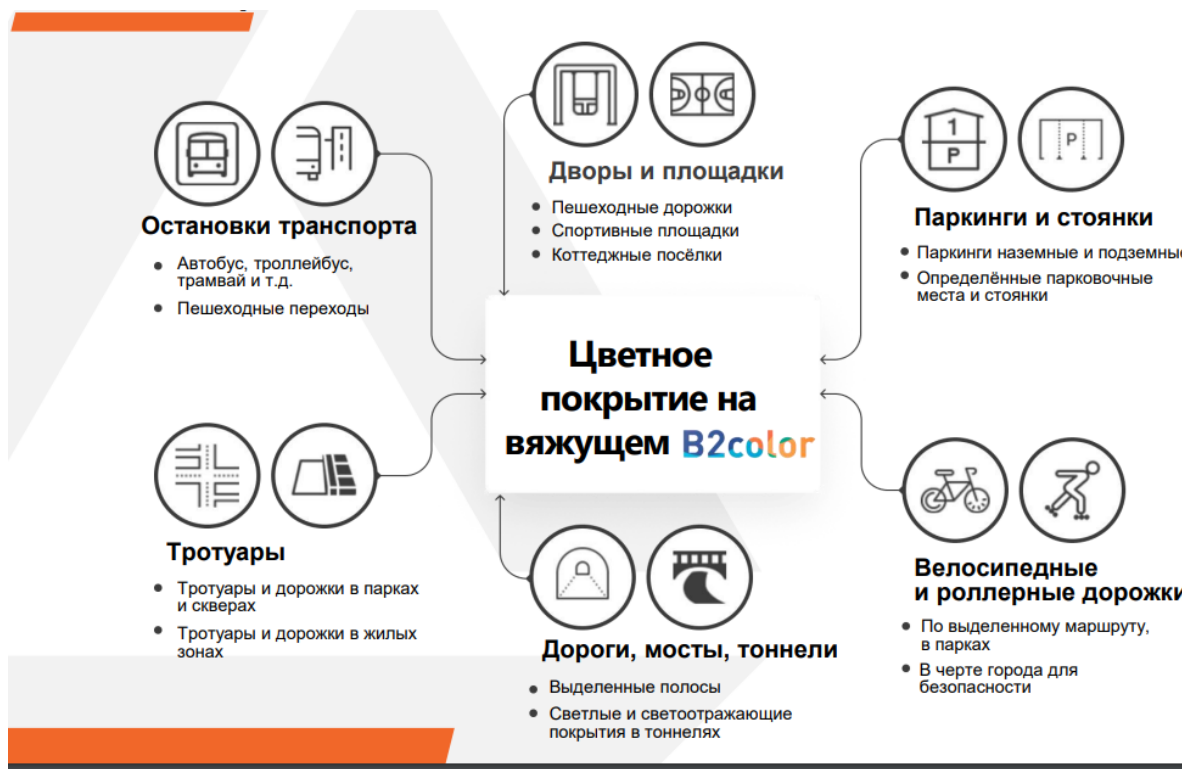 Дворы и площадки
Пешеходные дорожки
Спортивные площадки
Коттеджные посёлки
Остановки транспорта
Автобус, троллейбус,
трамвай и т.д.
Пешеходные переходы
1
P
P
Паркинги и стоянки
Паркинги наземные и подземные
Определённые парковочные
места и стоянки
Цветное
покрытие на
вяжущем B2color
Тротуары
Тротуары и дорожки в парках
и скверах
Тротуары и дорожки в жилых
зонах
Дороги, мосты, тоннели
Выделенные полосы
Светлые и светоотражающие
покрытия в тоннелях
Велосипедные
и роллерные дорожки
По выделенному маршруту,
в парках
В черте города для
безопасности